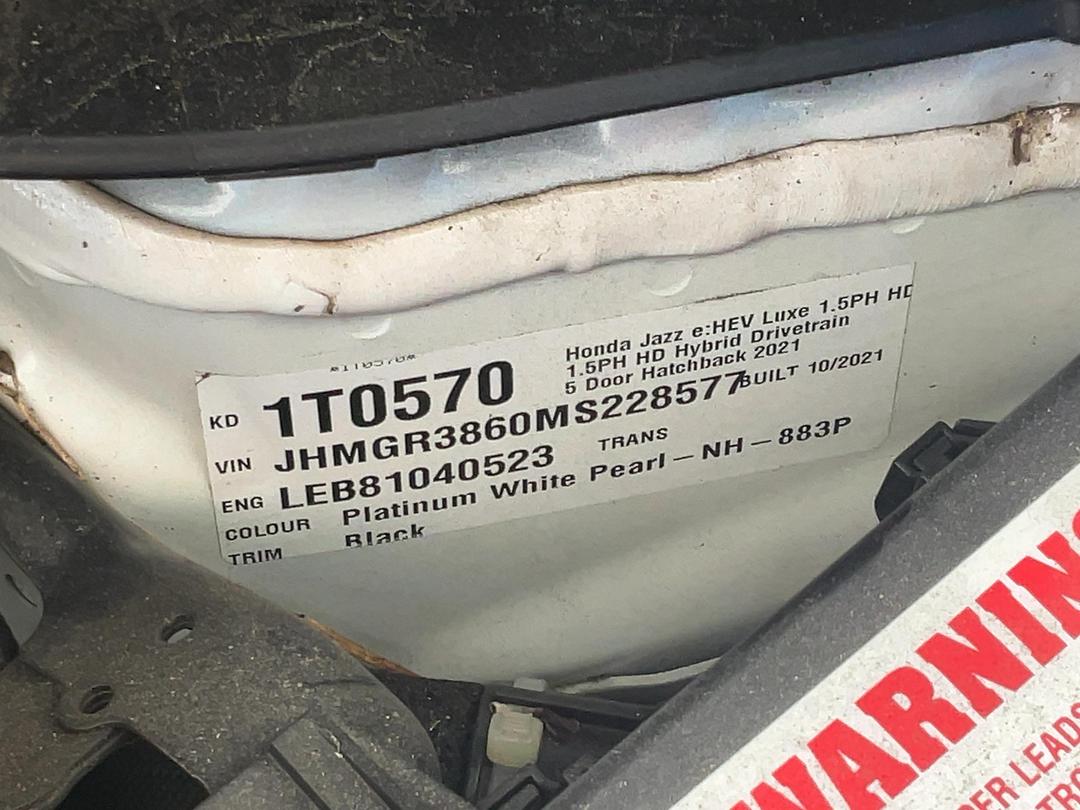 *1T0570*
KD 1T0570
Honda Jazz e:HEV Luxe 1.5PH HD
1.5PH HD Hybrid Drivetrain
5 Door Hatchback 2021
VIN JHMGR3860MS228577 BUILT 10/2021
ENG LEB81040523 TRANS
COLOUR Platinum White Pearl – NH – 883P
TRIM Black
WARNING
LEADS